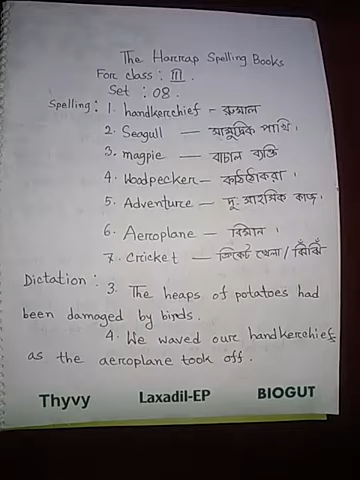 The Harrap Spelling Books
For class : III.
Set : 08.
Spelling : 1. handkerchief - রুমাল
2. Seagull — সামুদ্রিক পাখি।
3. magpie — বাচাল ব্যক্তি
4. Woodpecker — কাঠঠোকরা।
5. Adventure — দু:সাহসিক কাজ।
6. Aeroplane — বিমান।
7. Cricket — ক্রিকেট খেলা / ঝিঁঝিঁ
Dictation : 3. The heaps of potatoes had
been damaged by birds.
4. We waved our handkerchiefs
as the aeroplane took off.
Thyvy Laxadil-EP BIOGUT